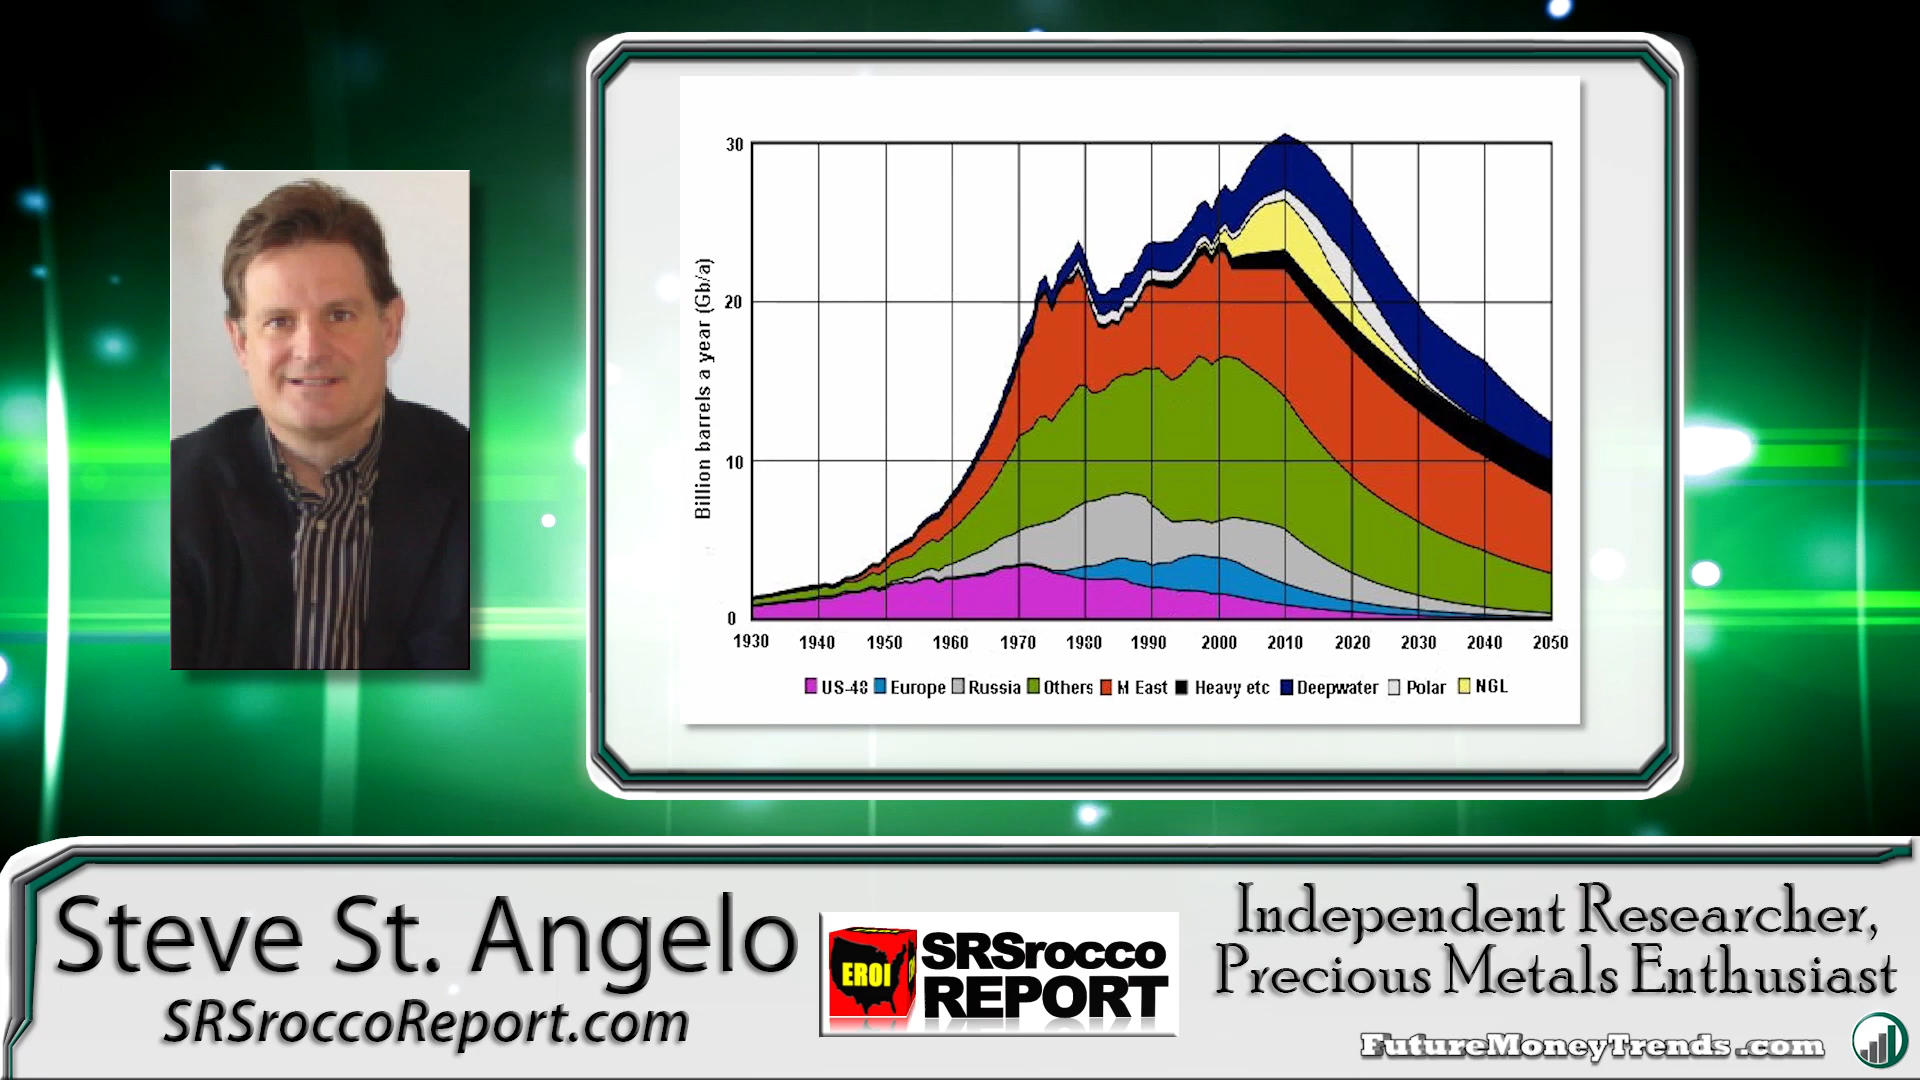 30
20
10
0
Billion barrels a year (Gb/a)
1930 1940 1950 1960 1970 1980 1990 2000 2010 2020 2030 2040 2050
US-48 Europe Russia Others M East Heavy etc Deepwater Polar NGL
Steve St. Angelo
SRSroccoReport.com
EROI
SRSrocco
REPORT
Independent Researcher,
Precious Metals Enthusiast
FutureMoneyTrends.com